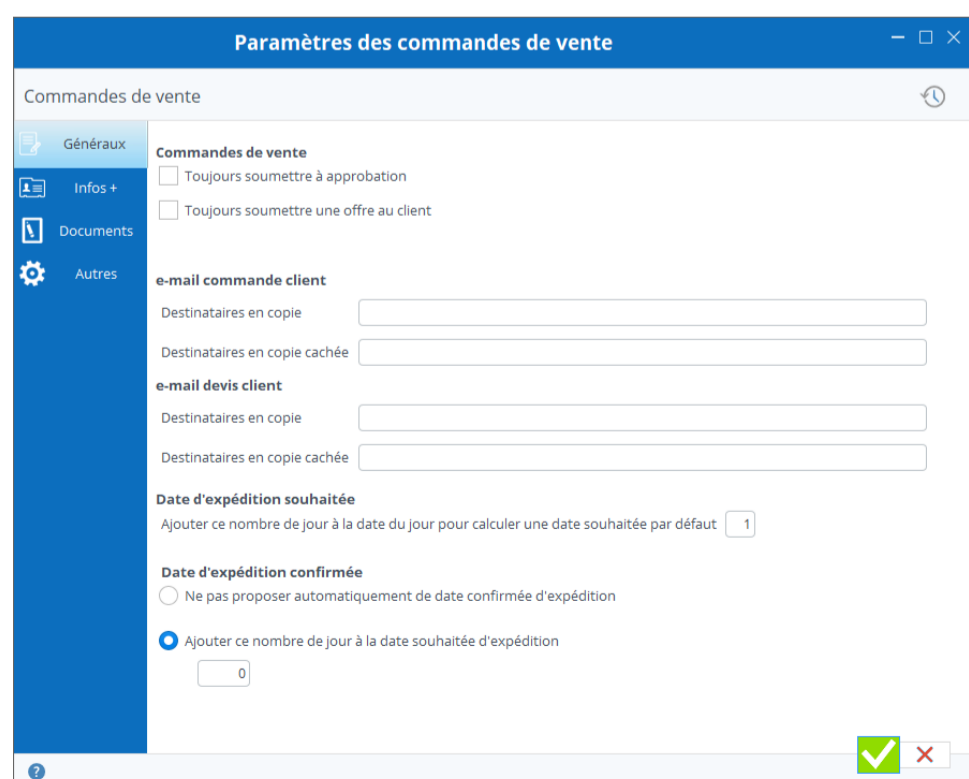 Paramètres des commandes de vente
Commandes de vente
Généraux
Infos +
Documents
Autres
Commandes de vente
Toujours soumettre à approbation
Toujours soumettre une offre au client
e-mail commande client
Destinataires en copie
Destinataires en copie cachée
e-mail devis client
Destinataires en copie
Destinataires en copie cachée
Date d'expédition souhaitée
Ajouter ce nombre de jour à la date du jour pour calculer une date souhaitée par défaut 1
Date d'expédition confirmée
Ne pas proposer automatiquement de date confirmée d'expédition
Ajouter ce nombre de jour à la date souhaitée d'expédition
0
?